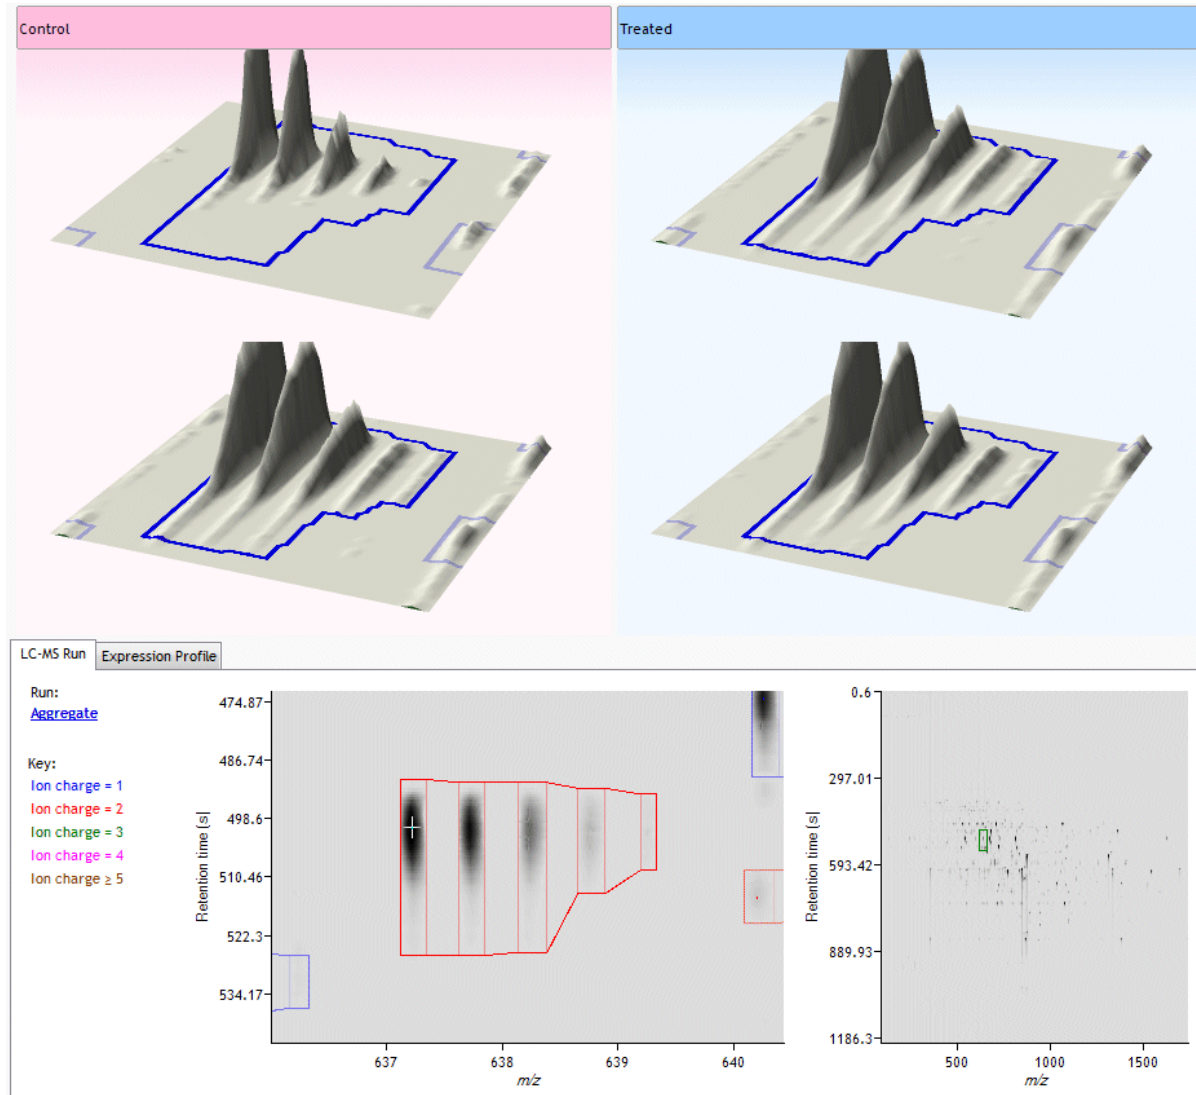 Control
Treated
LC-MS Run
Expression Profile
Run:
Aggregate
Key:
Ion charge = 1
Ion charge = 2
Ion charge = 3
Ion charge = 4
Ion charge ≥ 5
Retention time (s)
474.87
486.74
498.6
510.46
522.3
534.17
637
638
639
640
m/z
Retention time (s)
0.6
297.01
593.42
889.93
1186.3
500
1000
1500
m/z